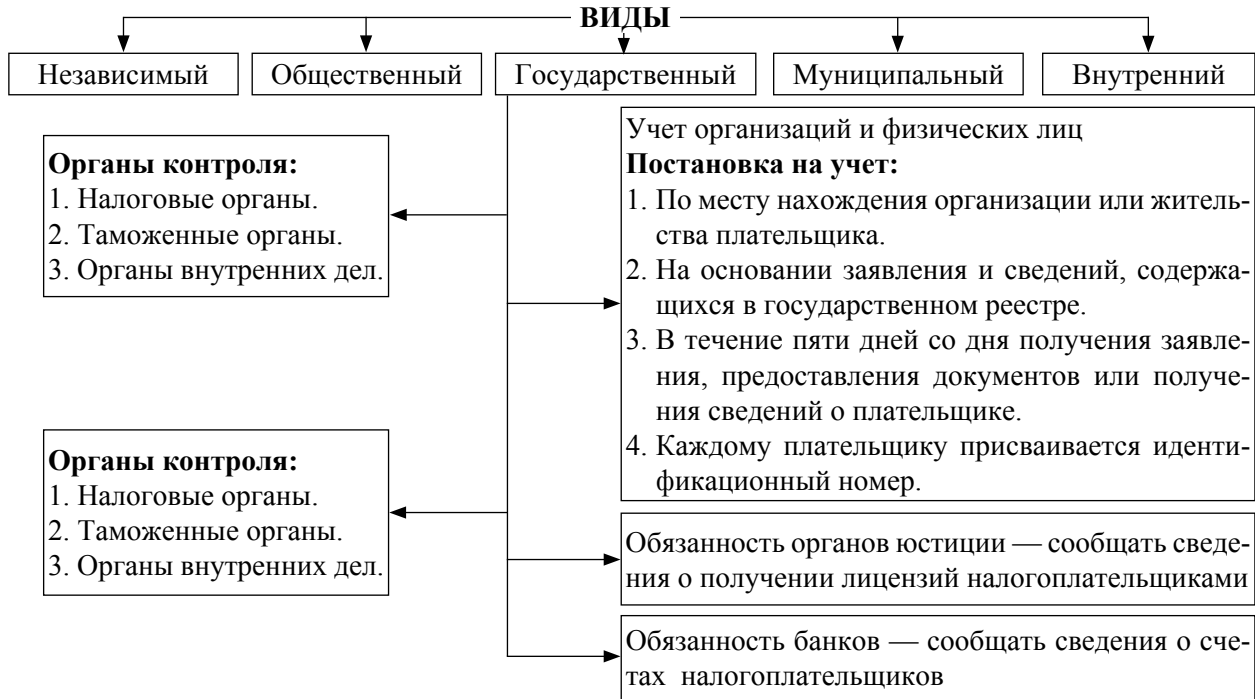 ВИДЫ
Независимый
Общественный
Государственный
Муниципальный
Внутренний
Органы контроля:
1. Налоговые органы.
2. Таможенные органы.
3. Органы внутренних дел.
Учет организаций и физических лиц
Постановка на учет:
1. По месту нахождения организации или житель-
ства плательщика.
2. На основании заявления и сведений, содержа-
щихся в государственном реестре.
3. В течение пяти дней со дня получения заявле-
ния, предоставления документов или получе-
ния сведений о плательщике.
4. Каждому плательщику присваивается иденти-
фикационный номер.
Органы контроля:
1. Налоговые органы.
2. Таможенные органы.
3. Органы внутренних дел.
Обязанность органов юстиции — сообщать сведе-
ния о получении лицензий налогоплательщиками
Обязанность банков — сообщать сведения о сче-
тах налогоплательщиков